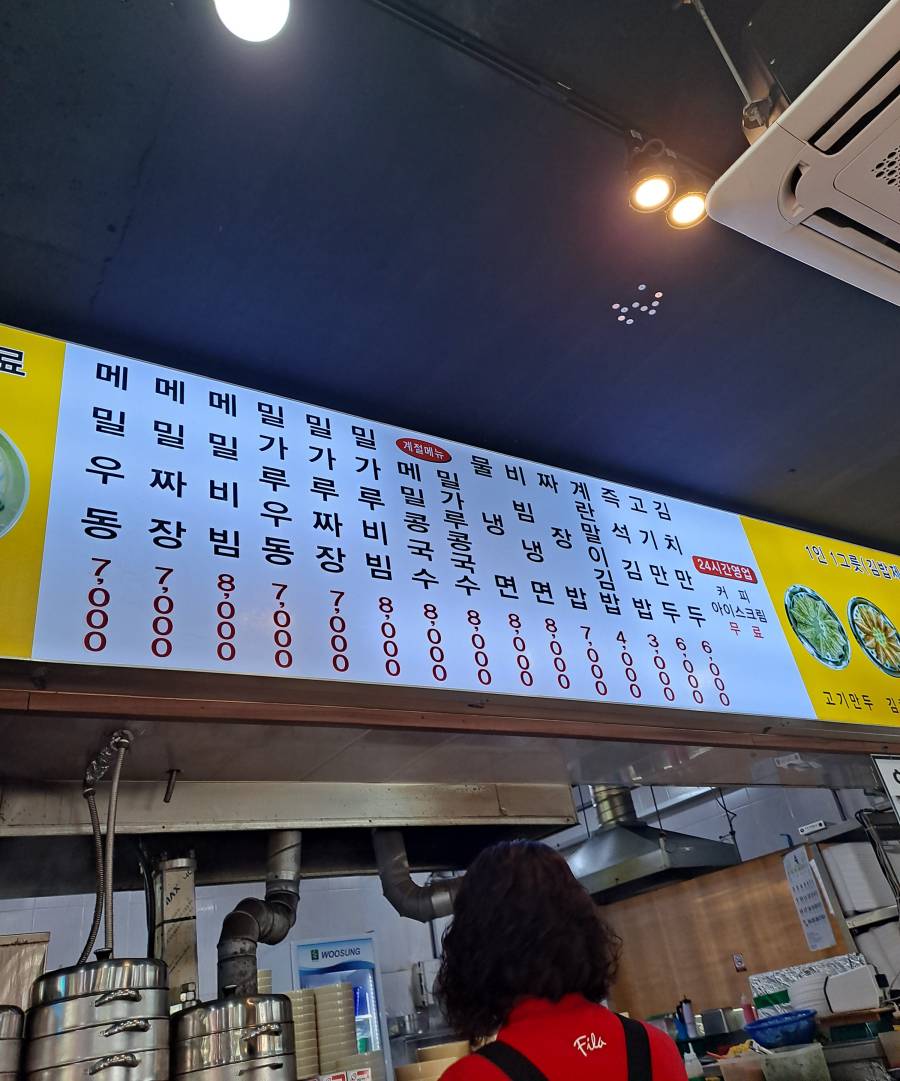 료
메밀우동 7,000
메밀짜장 7,000
메밀비빔 8,000
밀가루우동 7,000
밀가루짜장 7,000
밀가루비빔 8,000
계절메뉴
메밀콩국수 8,000
밀가루콩국수 8,000
물냉면 8,000
비빔냉면 8,000
짜장밥 7,000
계란말이김밥 4,000
즉석김밥 3,000
고기만두 6,000
김치만두 6,000
24시간영업
커피
아이스크림
무료
1인 1그릇(김밥제
고기만두
WOOSUNG
Fila